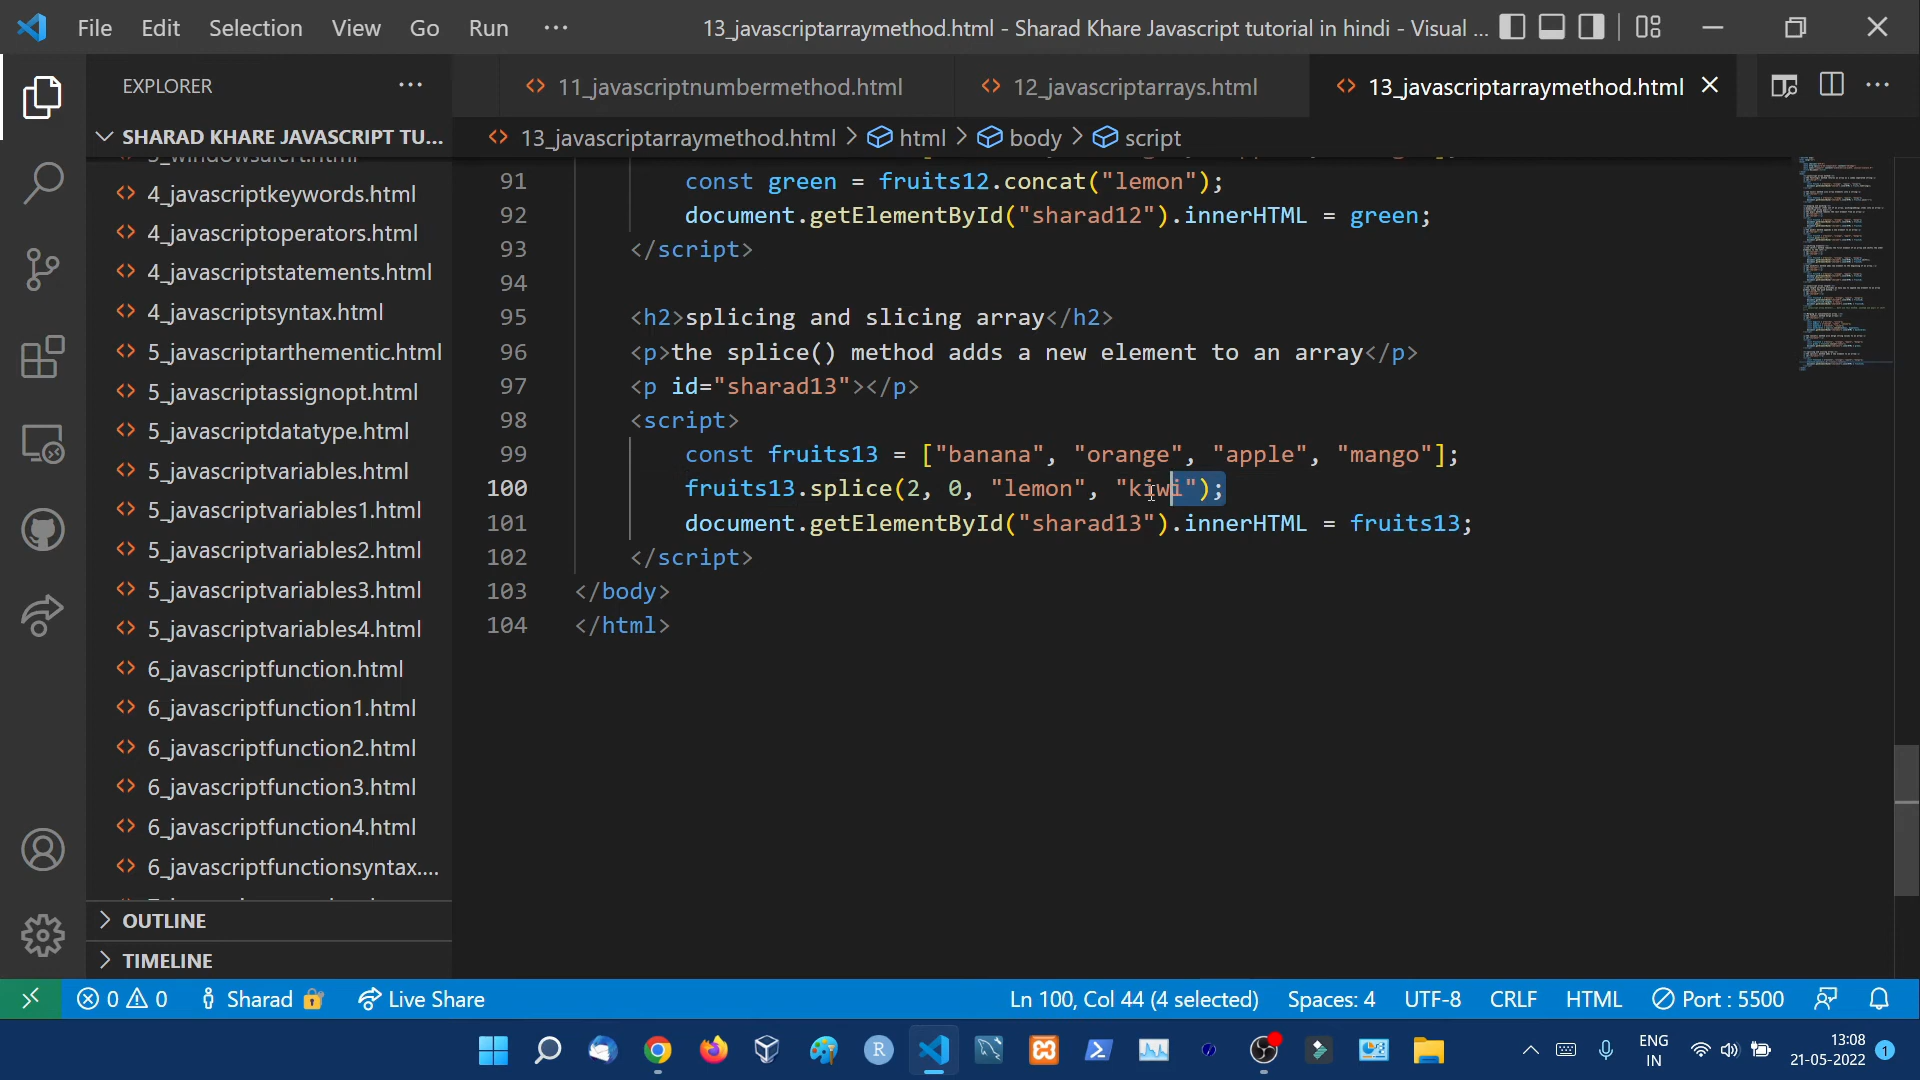 File Edit Selection View Go Run ··· 13_javascriptarraymethod.html - Sharad Khare Javascript tutorial in hindi - Visual ...
EXPLORER
11_javascriptnumbermethod.html
12_javascriptarrays.html
13_javascriptarraymethod.html
SHARAD KHARE JAVASCRIPT TU...
13_javascriptarraymethod.html > html > body > script
4_javascriptkeywords.html
4_javascriptoperators.html
4_javascriptstatements.html
4_javascriptsyntax.html
5_javascriptarthementic.html
5_javascriptassignopt.html
5_javascriptdatatype.html
5_javascriptvariables.html
5_javascriptvariables1.html
5_javascriptvariables2.html
5_javascriptvariables3.html
5_javascriptvariables4.html
6_javascriptfunction.html
6_javascriptfunction1.html
6_javascriptfunction2.html
6_javascriptfunction3.html
6_javascriptfunction4.html
6_javascriptfunctionsyntax....
OUTLINE
TIMELINE
91 const green = fruits12.concat("lemon");
92 document.getElementById("sharad12").innerHTML = green;
93 </script>
94
95 <h2>splicing and slicing array</h2>
96 <p>the splice() method adds a new element to an array</p>
97 <p id="sharad13"></p>
98 <script>
99 const fruits13 = ["banana", "orange", "apple", "mango"];
100 fruits13.splice(2, 0, "lemon", "kiwi");
101 document.getElementById("sharad13").innerHTML = fruits13;
102 </script>
103 </body>
104 </html>
0 0 Sharad Live Share Ln 100, Col 44 (4 selected) Spaces: 4 UTF-8 CRLF HTML Port : 5500
R
ENG
IN
13:08
21-05-2022
1